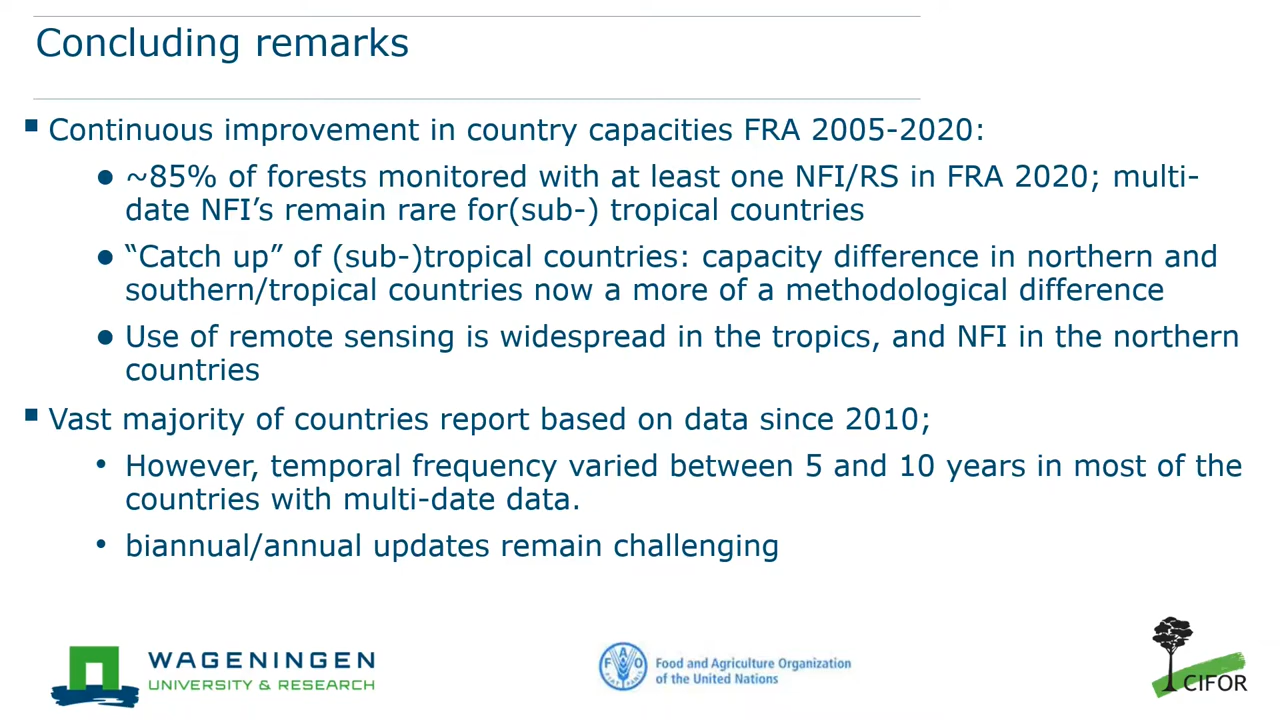 Concluding remarks
▪ Continuous improvement in country capacities FRA 2005-2020:
● ~85% of forests monitored with at least one NFI/RS in FRA 2020; multi-
date NFI’s remain rare for(sub-) tropical countries
● “Catch up” of (sub-)tropical countries: capacity difference in northern and
southern/tropical countries now a more of a methodological difference
● Use of remote sensing is widespread in the tropics, and NFI in the northern
countries
▪ Vast majority of countries report based on data since 2010;
• However, temporal frequency varied between 5 and 10 years in most of the
countries with multi-date data.
• biannual/annual updates remain challenging
WAGENINGEN
UNIVERSITY & RESEARCH
FAO
FIAT PANIS
Food and Agriculture Organization
of the United Nations
CIFOR